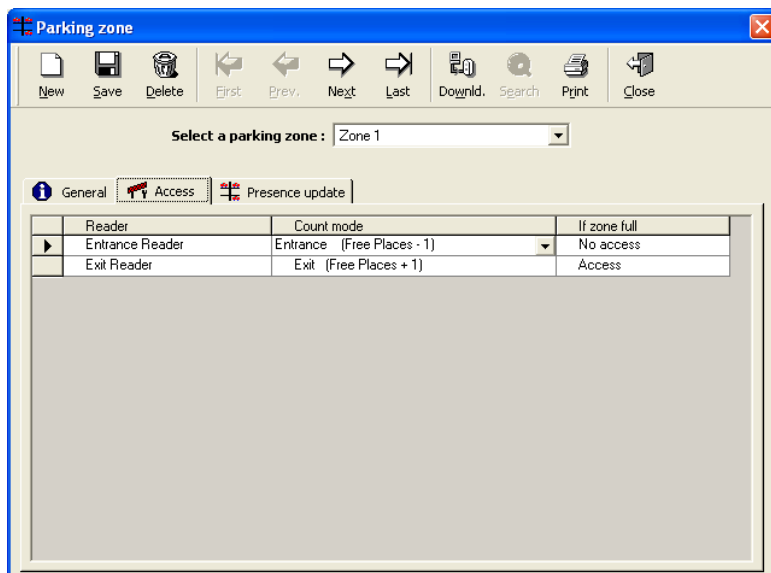 Parking zone
New Save Delete First Prev. Next Last Downld. Search Print Close
Select a parking zone : Zone 1
General Access Presence update
Reader Count mode If zone full
Entrance Reader Entrance (Free Places - 1) No access
Exit Reader Exit (Free Places + 1) Access